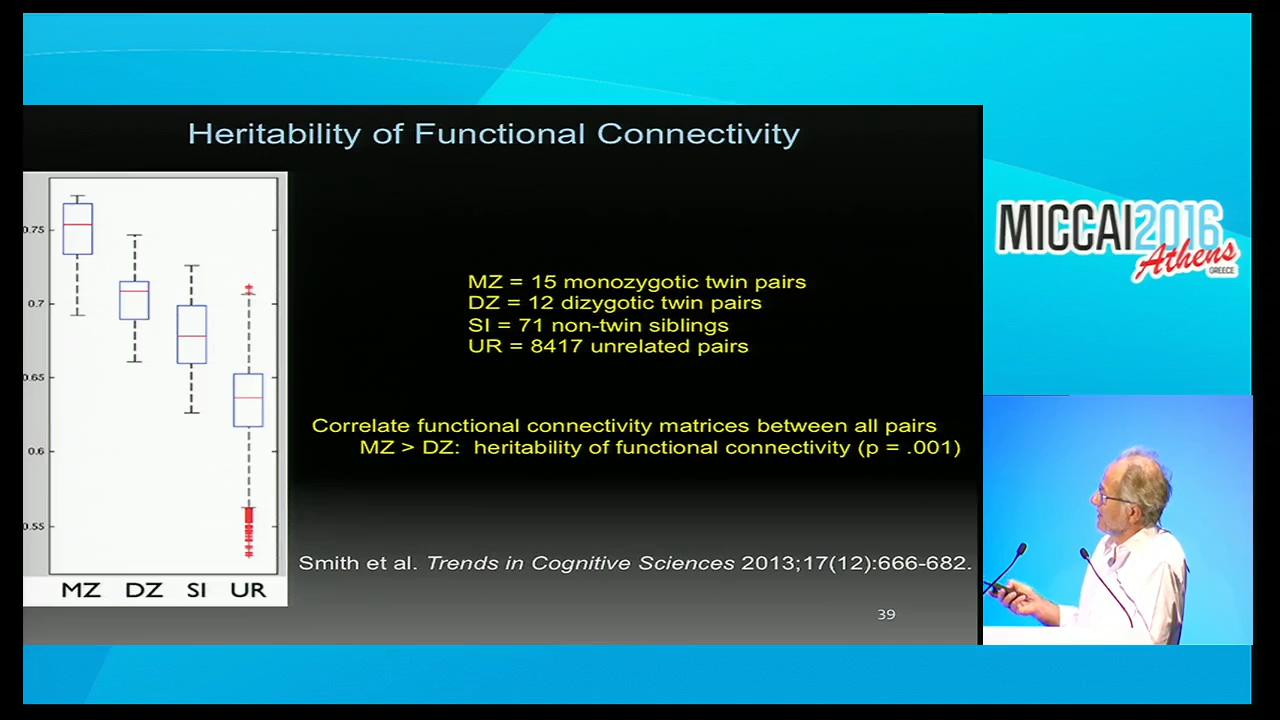 Heritability of Functional Connectivity
0.75
0.7
0.65
0.6
0.55
MZ DZ SI UR
MZ = 15 monozygotic twin pairs
DZ = 12 dizygotic twin pairs
SI = 71 non-twin siblings
UR = 8417 unrelated pairs
Correlate functional connectivity matrices between all pairs
MZ > DZ: heritability of functional connectivity (p = .001)
Smith et al. Trends in Cognitive Sciences 2013;17(12):666-682.
39
MICCAI2016
Athens
GREECE